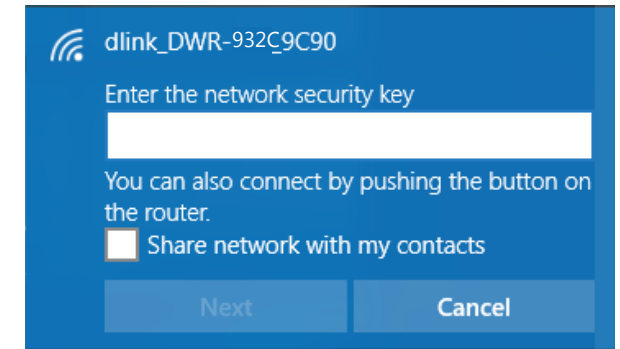 dlink_DWR-932C_9C90
Enter the network security key
You can also connect by pushing the button on
the router.
Share network with my contacts
Next
Cancel